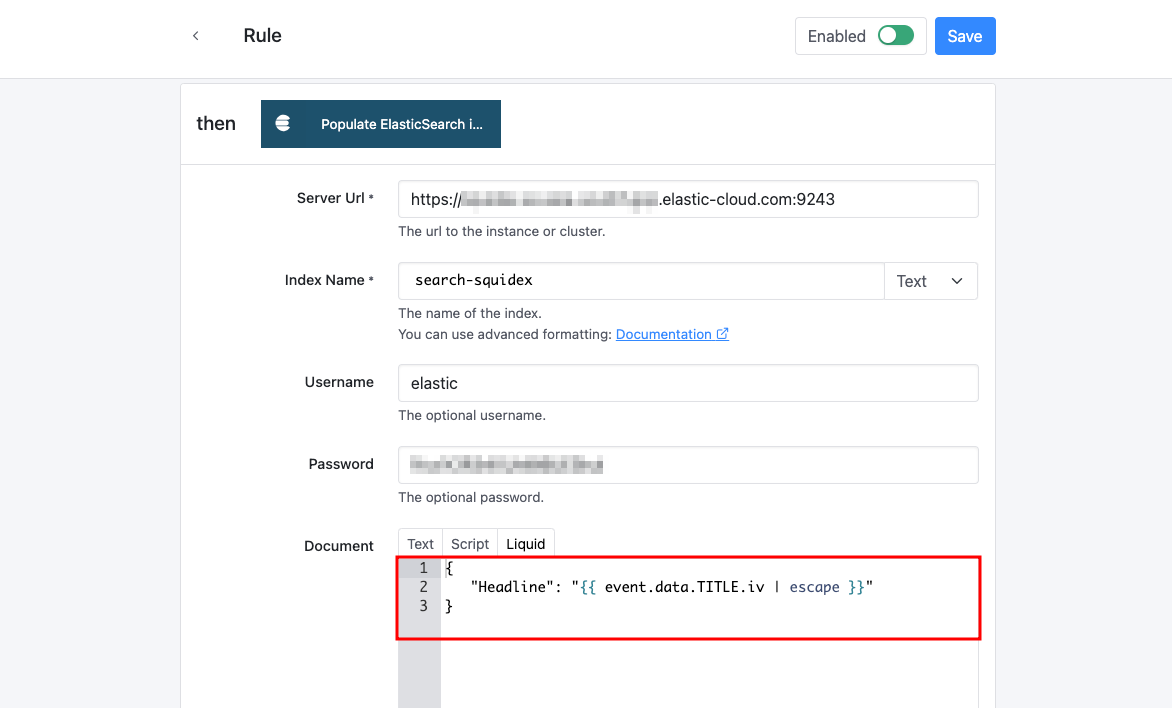 Rule
Enabled
Save
then
Populate ElasticSearch i...
Server Url *
https://
.elastic-cloud.com:9243
The url to the instance or cluster.
Index Name *
search-squidex
Text
The name of the index.
You can use advanced formatting: Documentation
Username
elastic
The optional username.
Password
The optional password.
Document
Text Script Liquid
1 {
2 "Headline": "{{ event.data.TITLE.iv | escape }}"
3 }